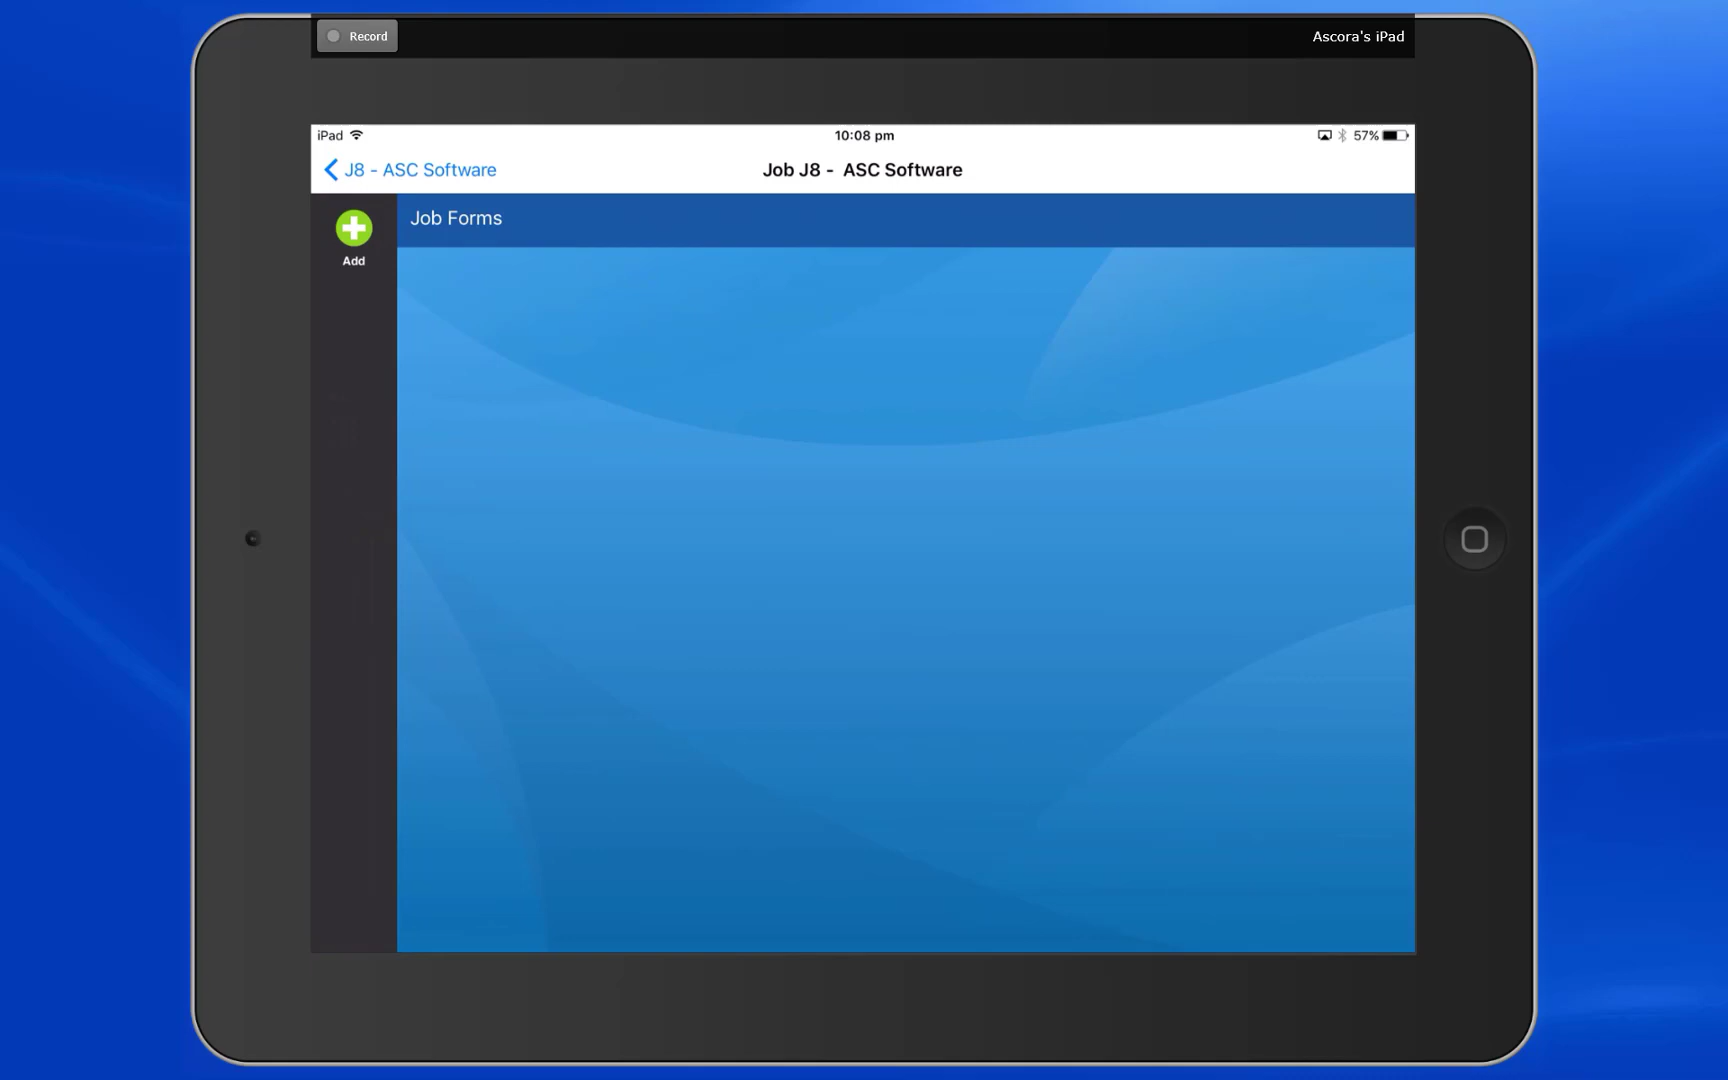 Record
Ascora's iPad
iPad
10:08 pm
57%
J8 - ASC Software
Job J8 - ASC Software
Add
Job Forms